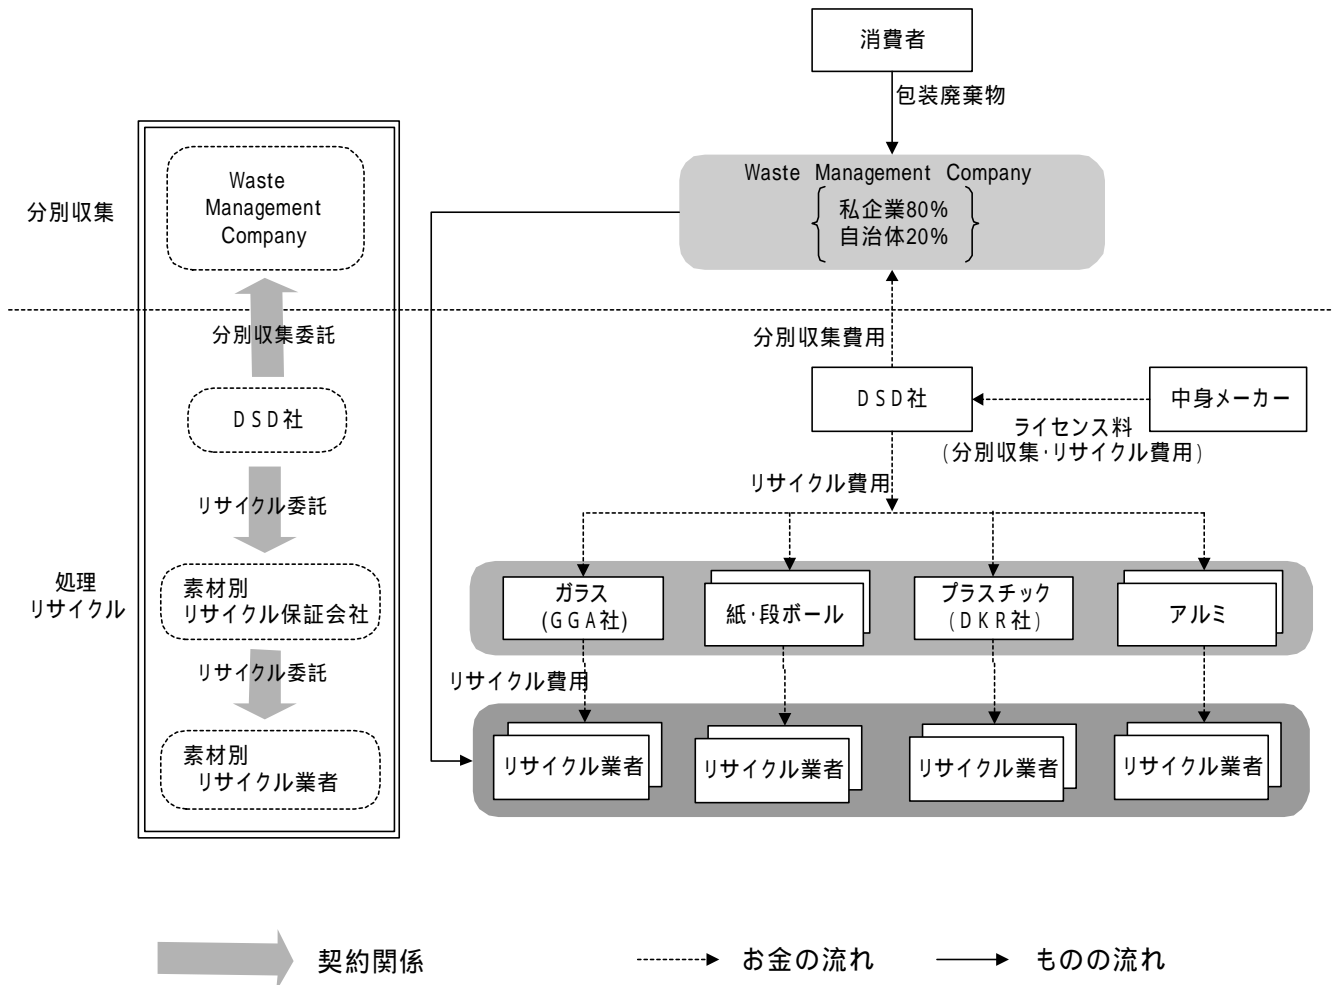 消費者
包装廃棄物
Waste Management Company
私企業80%
自治体20%
分別収集
Waste
Management
Company
分別収集委託
分別収集費用
DSD社
DSD社
中身メーカー
ライセンス料
(分別収集・リサイクル費用)
リサイクル委託
リサイクル費用
処理
リサイクル
素材別
リサイクル保証会社
ガラス
(GGA社)
紙・段ボール
プラスチック
(DKR社)
アルミ
リサイクル委託
リサイクル費用
素材別
リサイクル業者
リサイクル業者
リサイクル業者
リサイクル業者
リサイクル業者
契約関係
お金の流れ
ものの流れ